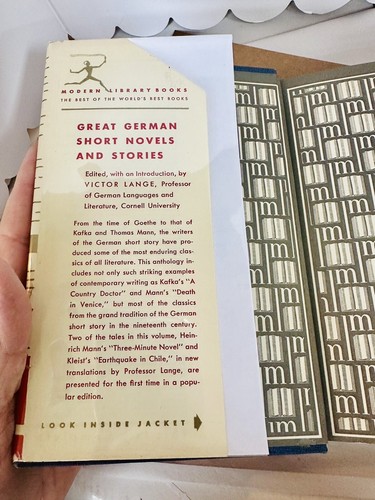 MODERN LIBRARY BOOKS
THE BEST OF THE WORLD'S BEST BOOKS
GREAT GERMAN
SHORT NOVELS
AND STORIES
Edited, with an Introduction, by
VICTOR LANGE, Professor
of German Languages and
Literature, Cornell University
From the time of Goethe to that of
Kafka and Thomas Mann, the writers
of the German short story have pro-
duced some of the most enduring clas-
sics of all literature. This anthology in-
cludes not only such striking examples
of contemporary writing as Kafka's "A
Country Doctor" and Mann's "Death
in Venice," but most of the classics
from the grand tradition of the German
short story in the nineteenth century.
Two of the tales in this volume, Hein-
rich Mann's "Three-Minute Novel" and
Kleist's "Earthquake in Chile," in new
translations by Professor Lange, are
presented for the first time in a popu-
lar edition.
LOOK INSIDE JACKET